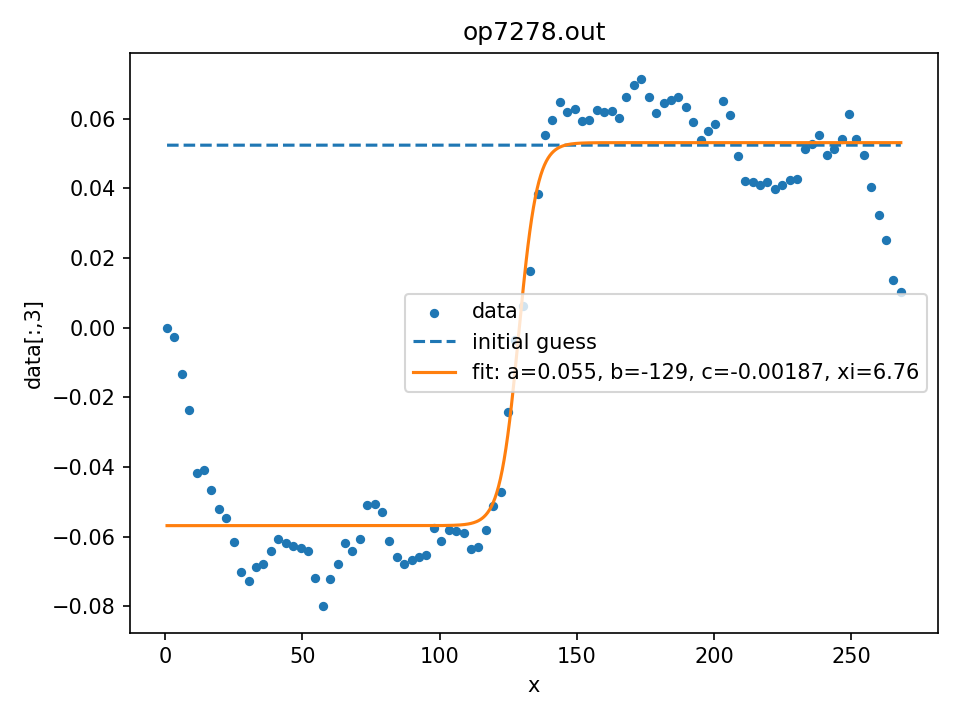 op7278.out
0.06
0.04
0.02
0.00
−0.02
−0.04
−0.06
−0.08
data[:,3]
data
initial guess
fit: a=0.055, b=-129, c=-0.00187, xi=6.76
0 50 100 150 200 250
x